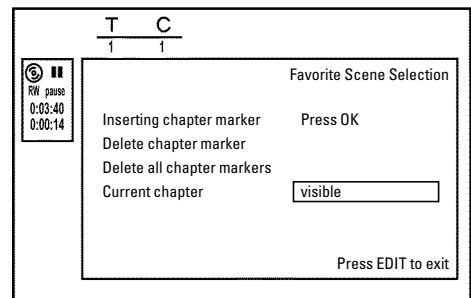 T C
1 1
RW pause
0:03:40
0:00:14
Favorite Scene Selection
Inserting chapter marker Press OK
Delete chapter marker
Delete all chapter markers
Current chapter visible
Press EDIT to exit